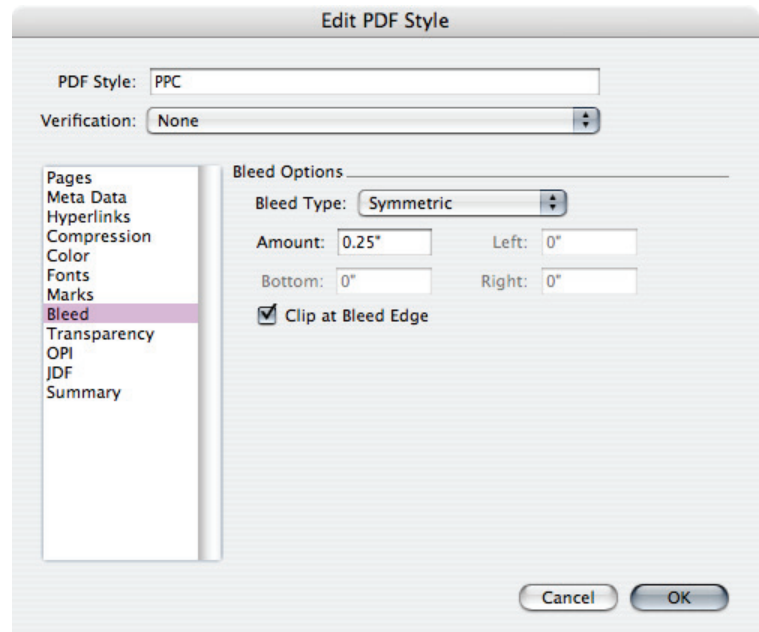 Edit PDF Style
PDF Style: PPC
Verification: None
Pages
Meta Data
Hyperlinks
Compression
Color
Fonts
Marks
Bleed
Transparency
OPI
JDF
Summary
Bleed Options
Bleed Type: Symmetric
Amount: 0.25" Left: 0"
Bottom: 0" Right: 0"
Clip at Bleed Edge
Cancel OK